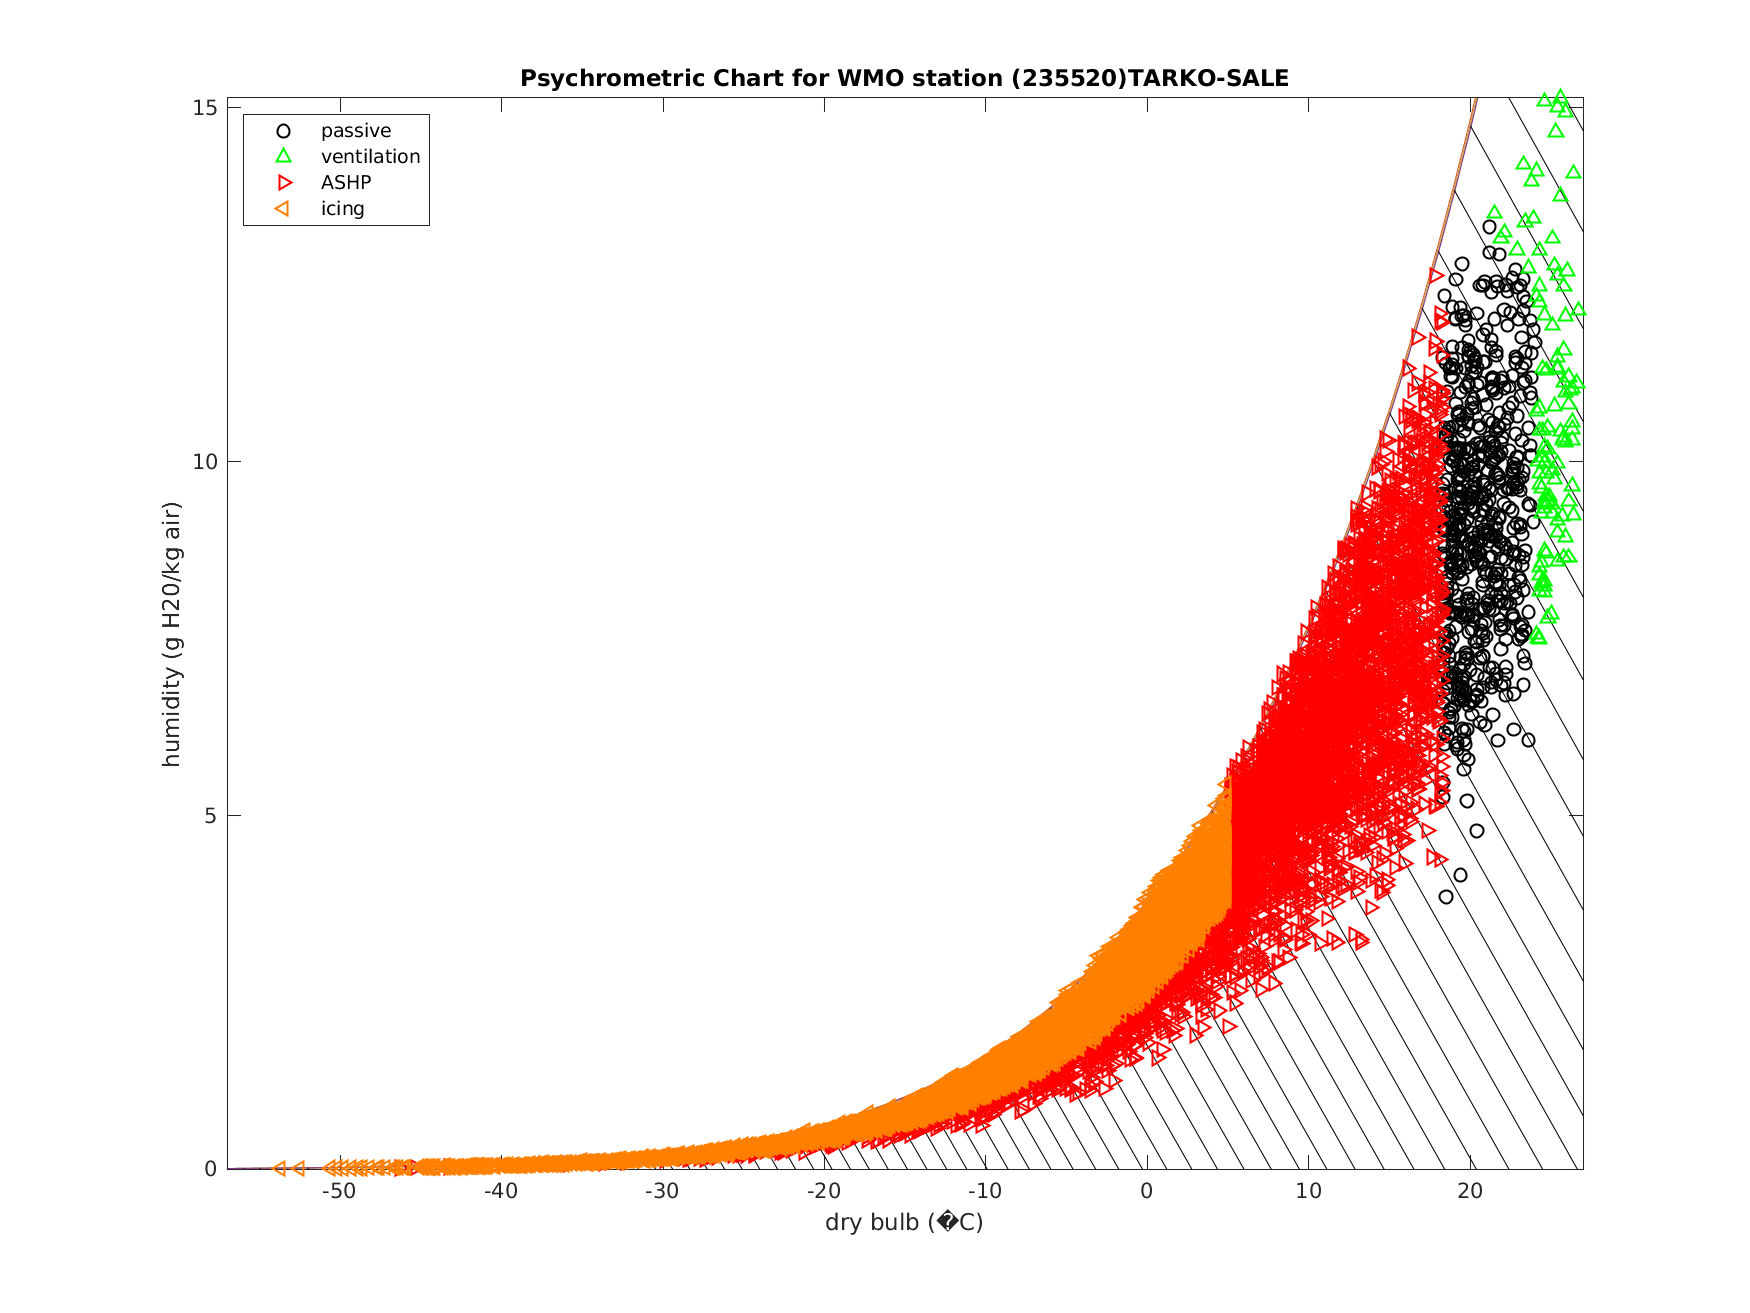 Psychrometric Chart for WMO station (235520)TARKO-SALE
passive
ventilation
ASHP
icing
humidity (g H20/kg air)
15
10
5
0
-50 -40 -30 -20 -10 0 10 20
dry bulb (�C)